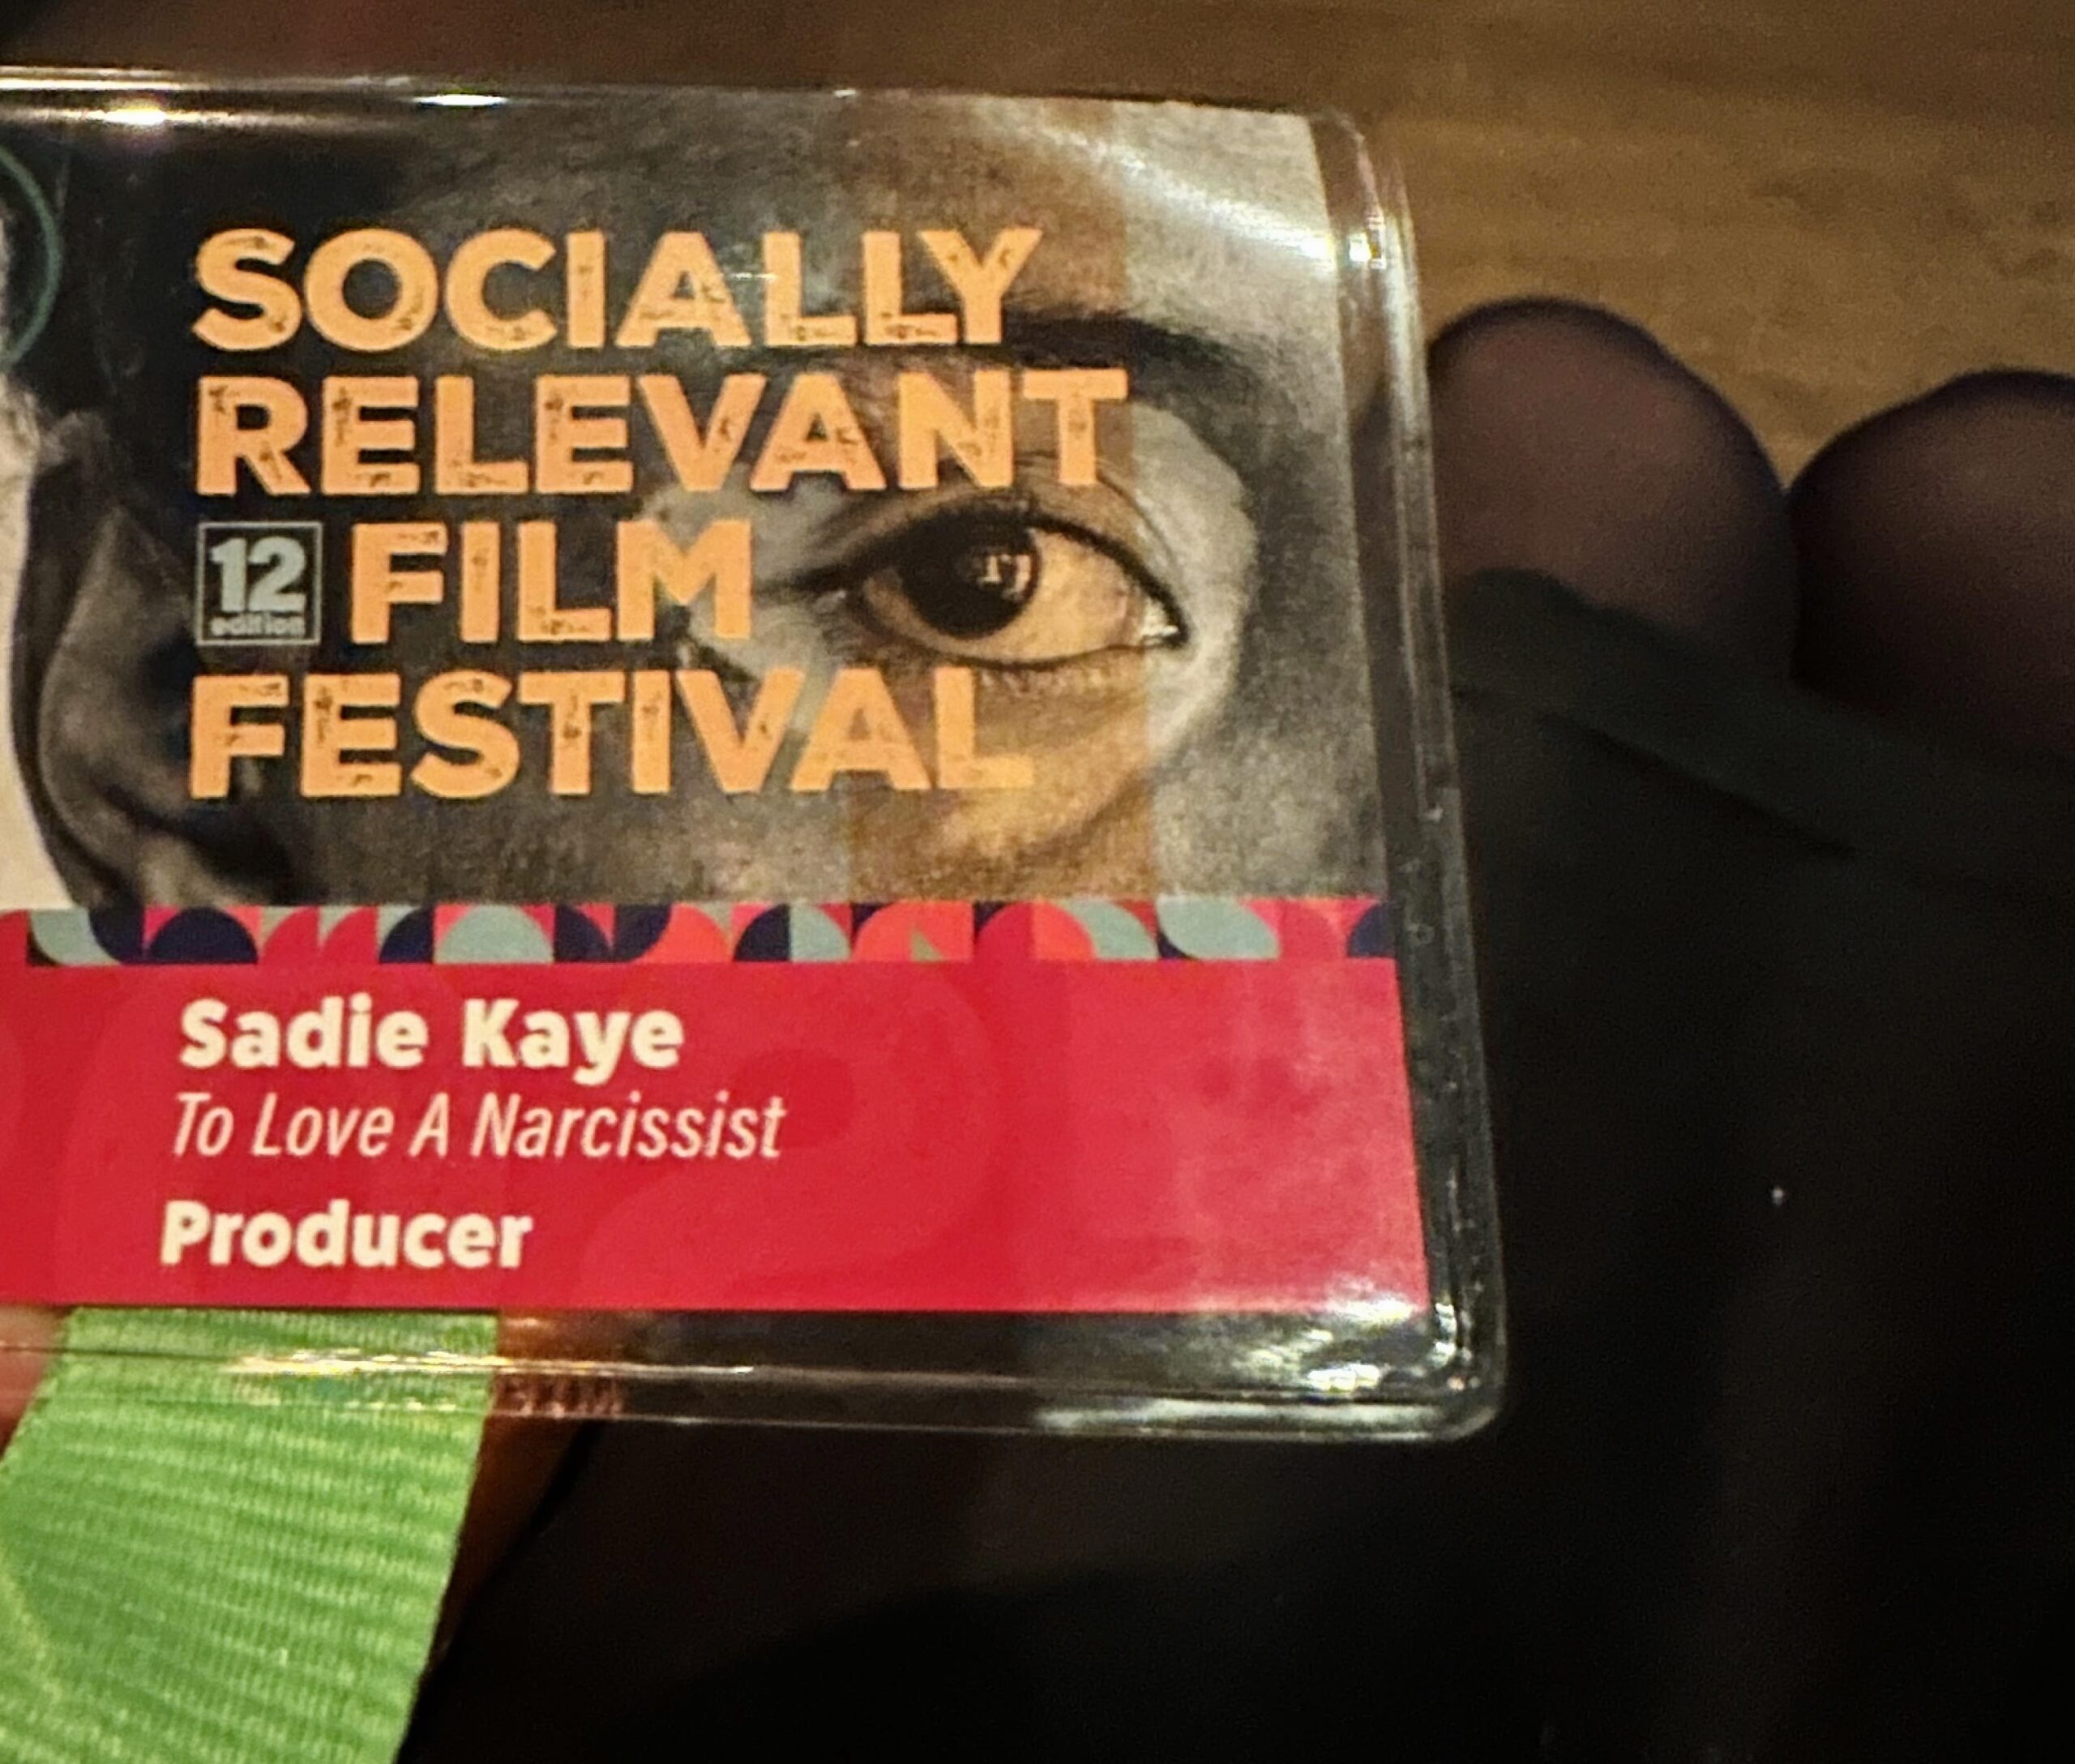 SOCIALLY
RELEVANT
12 edition FILM
FESTIVAL
Sadie Kaye
To Love A Narcissist
Producer